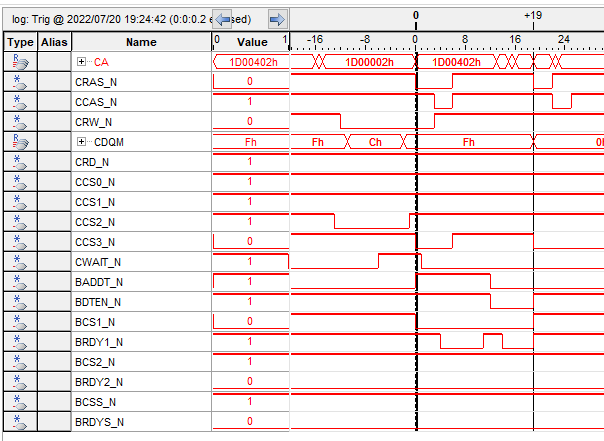 log: Trig @ 2022/07/20 19:24:42 (0:0:0.2 e sed) 0 +19
Type Alias Name Value 0 1 -16 -8 0 8 16 24
CA 1D00402h 1D00002h 1D00402h
CRAS_N 0
CCAS_N 1
CRW_N 0
CDQM Fh Fh Ch Fh
CRD_N 1
CCS0_N 1
CCS1_N 1
CCS2_N 1
CCS3_N 0
CWAIT_N 1
BADDT_N 1
BDTEN_N 1
BCS1_N 0
BRDY1_N 1
BCS2_N 1
BRDY2_N 0
BCSS_N 1
BRDYS_N 0